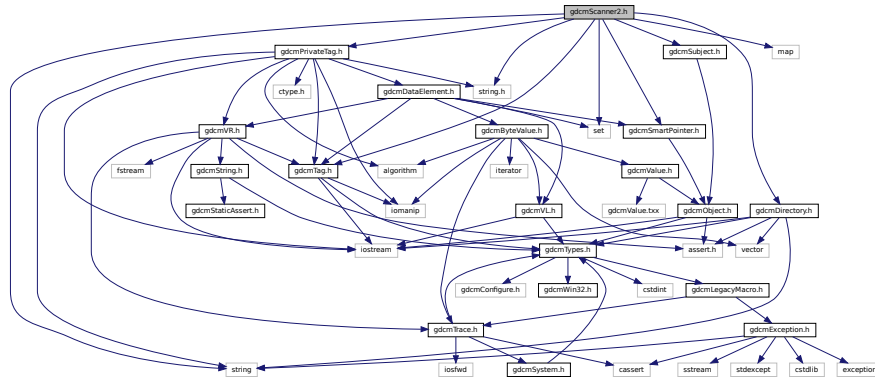 gdcmScanner2.h
gdcmPrivateTag.h
gdcmSubject.h
map
ctype.h
gdcmDataElement.h
string.h
gdcmVR.h
gdcmByteValue.h
set
gdcmSmartPointer.h
fstream
gdcmString.h
gdcmTag.h
algorithm
iterator
gdcmValue.h
gdcmStaticAssert.h
iomanip
gdcmVL.h
gdcmValue.txx
gdcmObject.h
gdcmDirectory.h
iostream
gdcmTypes.h
assert.h
vector
gdcmConfigure.h
gdcmWin32.h
cstdint
gdcmLegacyMacro.h
gdcmTrace.h
gdcmException.h
string
iosfwd
gdcmSystem.h
cassert
sstream
stdexcept
cstdlib
exception